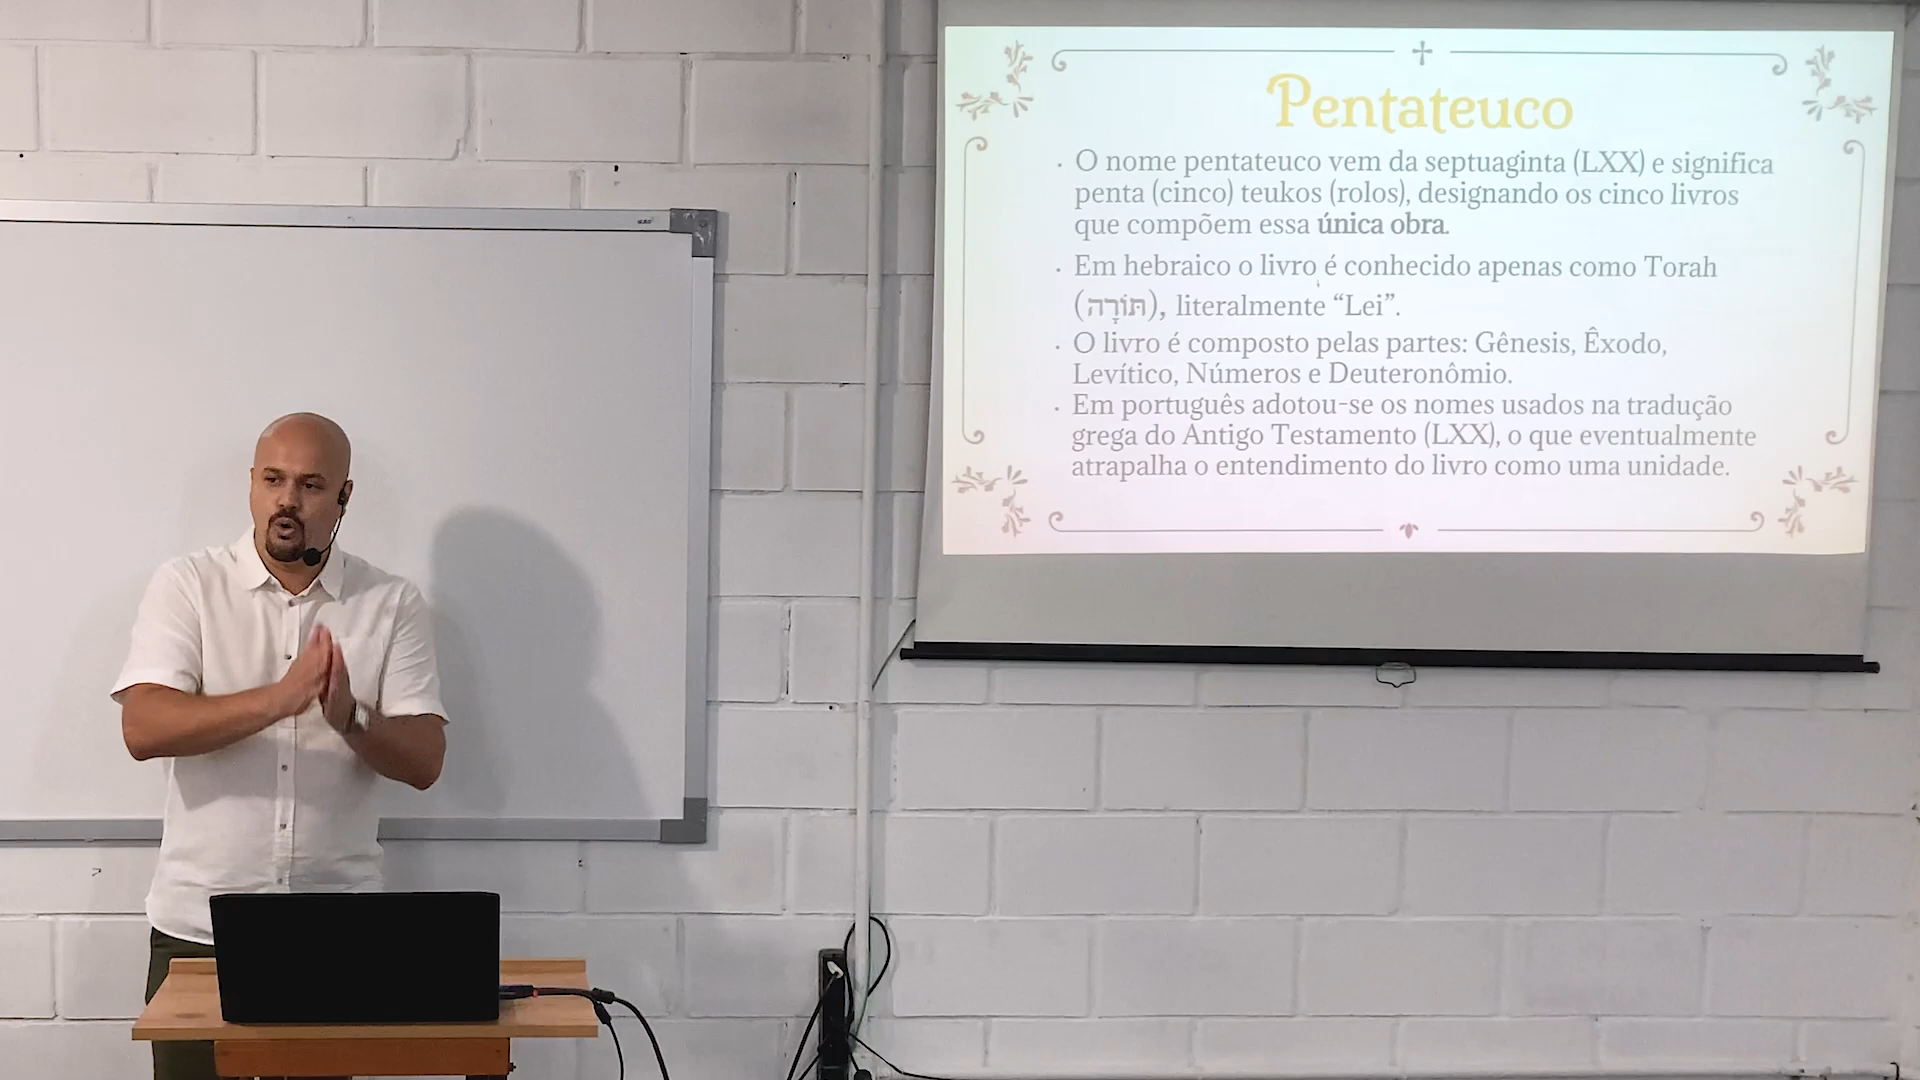 Pentateuco
· O nome pentateuco vem da septuaginta (LXX) e significa
penta (cinco) teukos (rolos), designando os cinco livros
que compõem essa única obra.
· Em hebraico o livro é conhecido apenas como Torah
(תּוֹרָה), literalmente “Lei”.
· O livro é composto pelas partes: Gênesis, Êxodo,
Levítico, Números e Deuteronômio.
· Em português adotou-se os nomes usados na tradução
grega do Antigo Testamento (LXX), o que eventualmente
atrapalha o entendimento do livro como uma unidade.